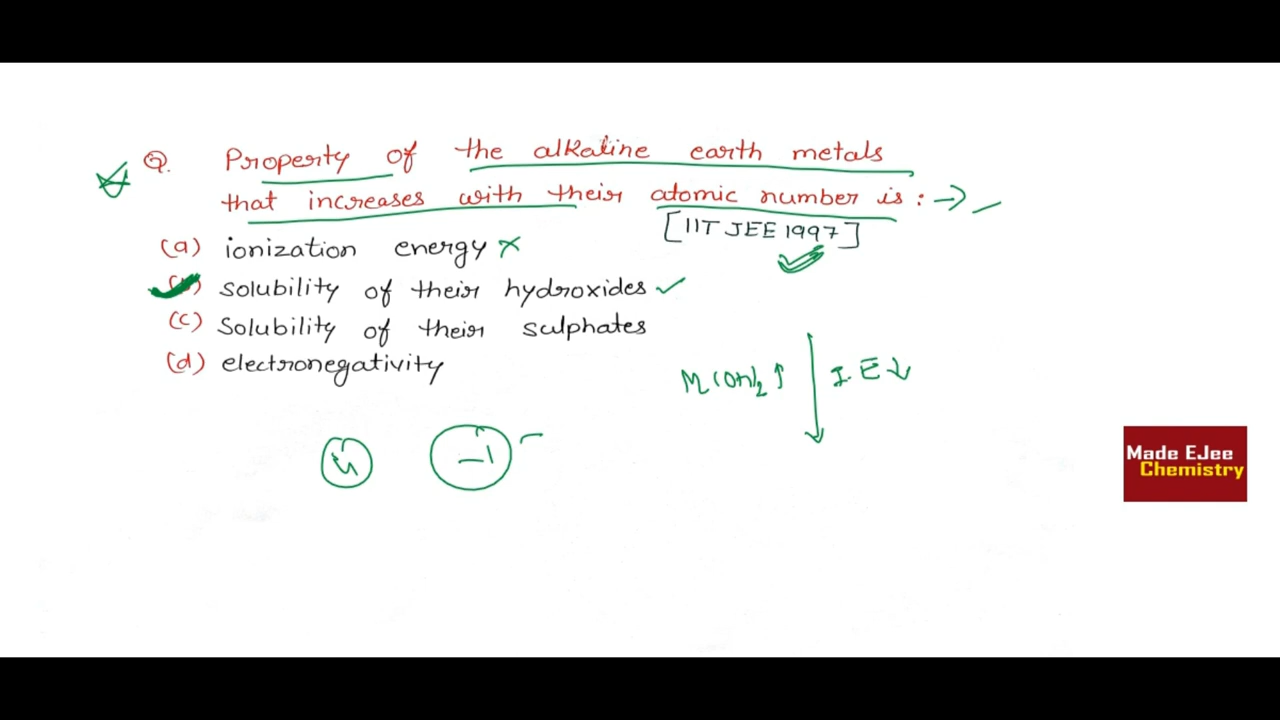 Q. Property of the alkaline earth metals
that increases with their atomic number is : →
[IIT JEE 1997]
(a) ionization energy ×
(b) solubility of their hydroxides ✓
(c) Solubility of their sulphates
(d) electronegativity
M(OH)₂ ↑ I.E ↓
Made EJee
Chemistry